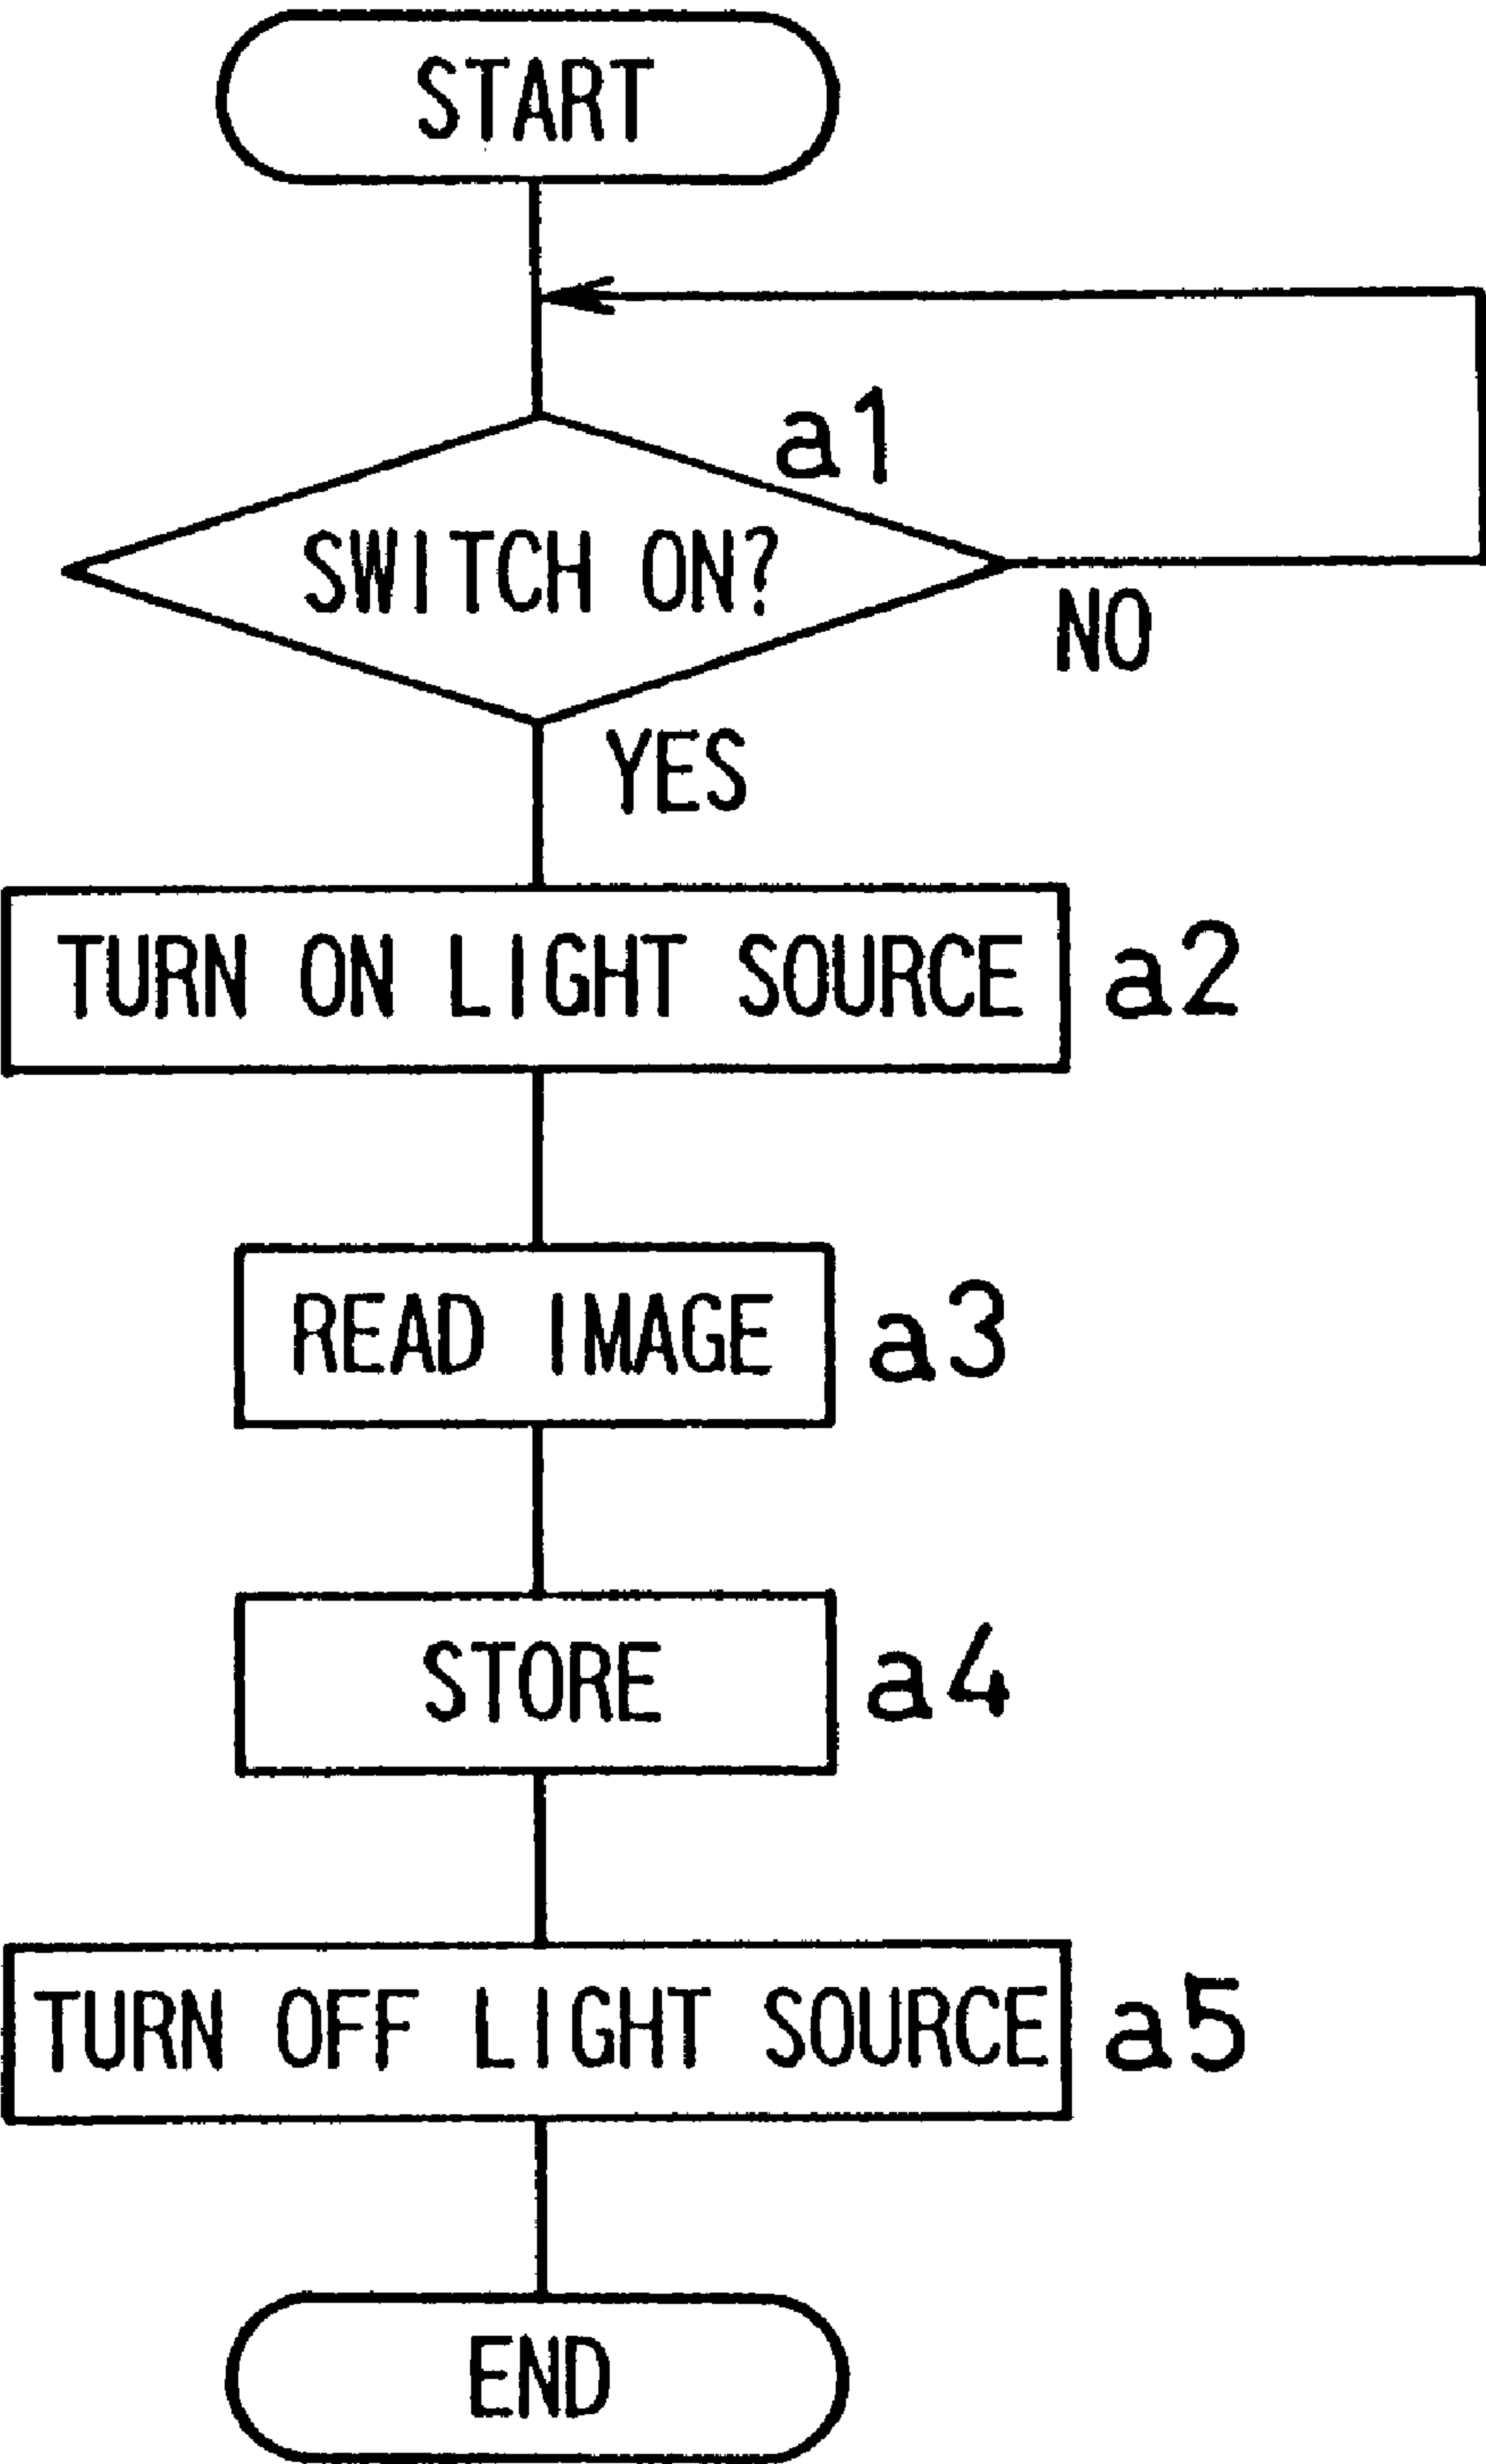 START
a1
SWITCH ON?
NO
YES
TURN ON LIGHT SOURCE a2
READ IMAGE a3
STORE a4
TURN OFF LIGHT SOURCE a5
END